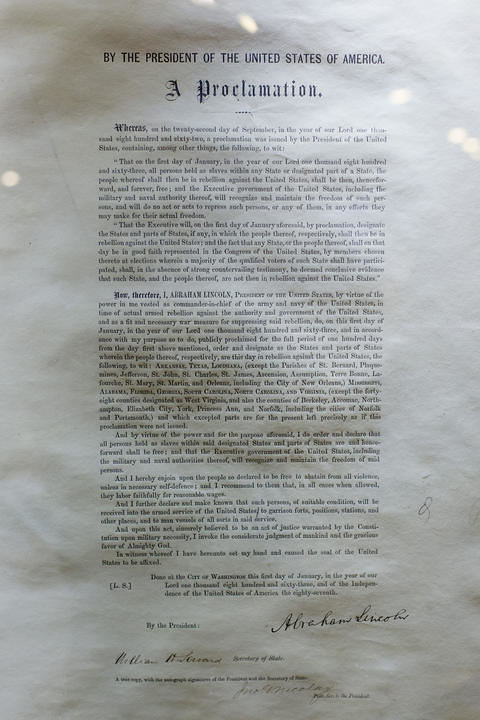 BY THE PRESIDENT OF THE UNITED STATES OF AMERICA.
A Proclamation.
Whereas, on the twenty-second day of September, in the year of our Lord one thou-
sand eight hundred and sixty-two, a proclamation was issued by the President of the United
States, containing, among other things, the following, to wit:
"That on the first day of January, in the year of our Lord one thousand eight hundred
and sixty-three, all persons held as slaves within any State or designated part of a State, the
people whereof shall then be in rebellion against the United States, shall be then, thencefor-
ward, and forever, free; and the Executive government of the United States, including the
military and naval authority thereof, will recognize and maintain the freedom of such per-
sons, and will do no act or acts to repress such persons, or any of them, in any efforts they
may make for their actual freedom.
"That the Executive will, on the first day of January aforesaid, by proclamation, designate
the States and parts of States, if any, in which the people thereof, respectively, shall then be in
rebellion against the United States; and the fact that any State, or the people thereof, shall on that
day be in good faith represented in the Congress of the United States, by members chosen
thereto at elections wherein a majority of the qualified voters of such State shall have partici-
pated, shall, in the absence of strong countervailing testimony, be deemed conclusive evidence
that such State, and the people thereof, are not then in rebellion against the United States."
Now, therefore, I, ABRAHAM LINCOLN, PRESIDENT OF THE UNITED STATES, by virtue of the
power in me vested as commander-in-chief of the army and navy of the United States, in
time of actual armed rebellion against the authority and government of the United States,
and as a fit and necessary war measure for suppressing said rebellion, do, on this first day of
January, in the year of our Lord one thousand eight hundred and sixty-three, and in accord-
ance with my purpose so to do, publicly proclaimed for the full period of one hundred days
from the day first above mentioned, order and designate as the States and parts of States
wherein the people thereof, respectively, are this day in rebellion against the United States, the
following, to wit: ARKANSAS, TEXAS, LOUISIANA, (except the Parishes of St. Bernard, Plaque-
mines, Jefferson, St. John, St. Charles, St. James, Ascension, Assumption, Terre Bonne, La-
fourche, St. Mary, St. Martin, and Orleans, including the City of New Orleans,) MISSISSIPPI,
ALABAMA, FLORIDA, GEORGIA, SOUTH CAROLINA, NORTH CAROLINA, AND VIRGINIA, (except the forty-
eight counties designated as West Virginia, and also the counties of Berkeley, Accomac, North-
ampton, Elizabeth City, York, Princess Ann, and Norfolk, including the cities of Norfolk
and Portsmouth,) and which excepted parts are for the present left precisely as if this
proclamation were not issued.
And by virtue of the power and for the purpose aforesaid, I do order and declare that
all persons held as slaves within said designated States and parts of States are and hence-
forward shall be free; and that the Executive government of the United States, including
the military and naval authorities thereof, will recognize and maintain the freedom of said
persons.
And I hereby enjoin upon the people so declared to be free to abstain from all violence,
unless in necessary self-defence; and I recommend to them that, in all cases when allowed,
they labor faithfully for reasonable wages.
And I further declare and make known that such persons, of suitable condition, will be
received into the armed service of the United States to garrison forts, positions, stations, and
other places, and to man vessels of all sorts in said service.
And upon this act, sincerely believed to be an act of justice warranted by the Consti-
tution upon military necessity, I invoke the considerate judgment of mankind and the gracious
favor of Almighty God.
In witness whereof I have hereunto set my hand and caused the seal of the United
States to be affixed.
Done at the CITY OF WASHINGTON this first day of January, in the year of our
[L. S.] Lord one thousand eight hundred and sixty-three, and of the Indepen-
dence of the United States of America the eighty-seventh.
By the President: Abraham Lincoln
William H. Seward Secretary of State.
A true copy, with the autograph signatures of the President and the Secretary of State.
Jno. G. Nicolay
Priv. Sec. to the President.